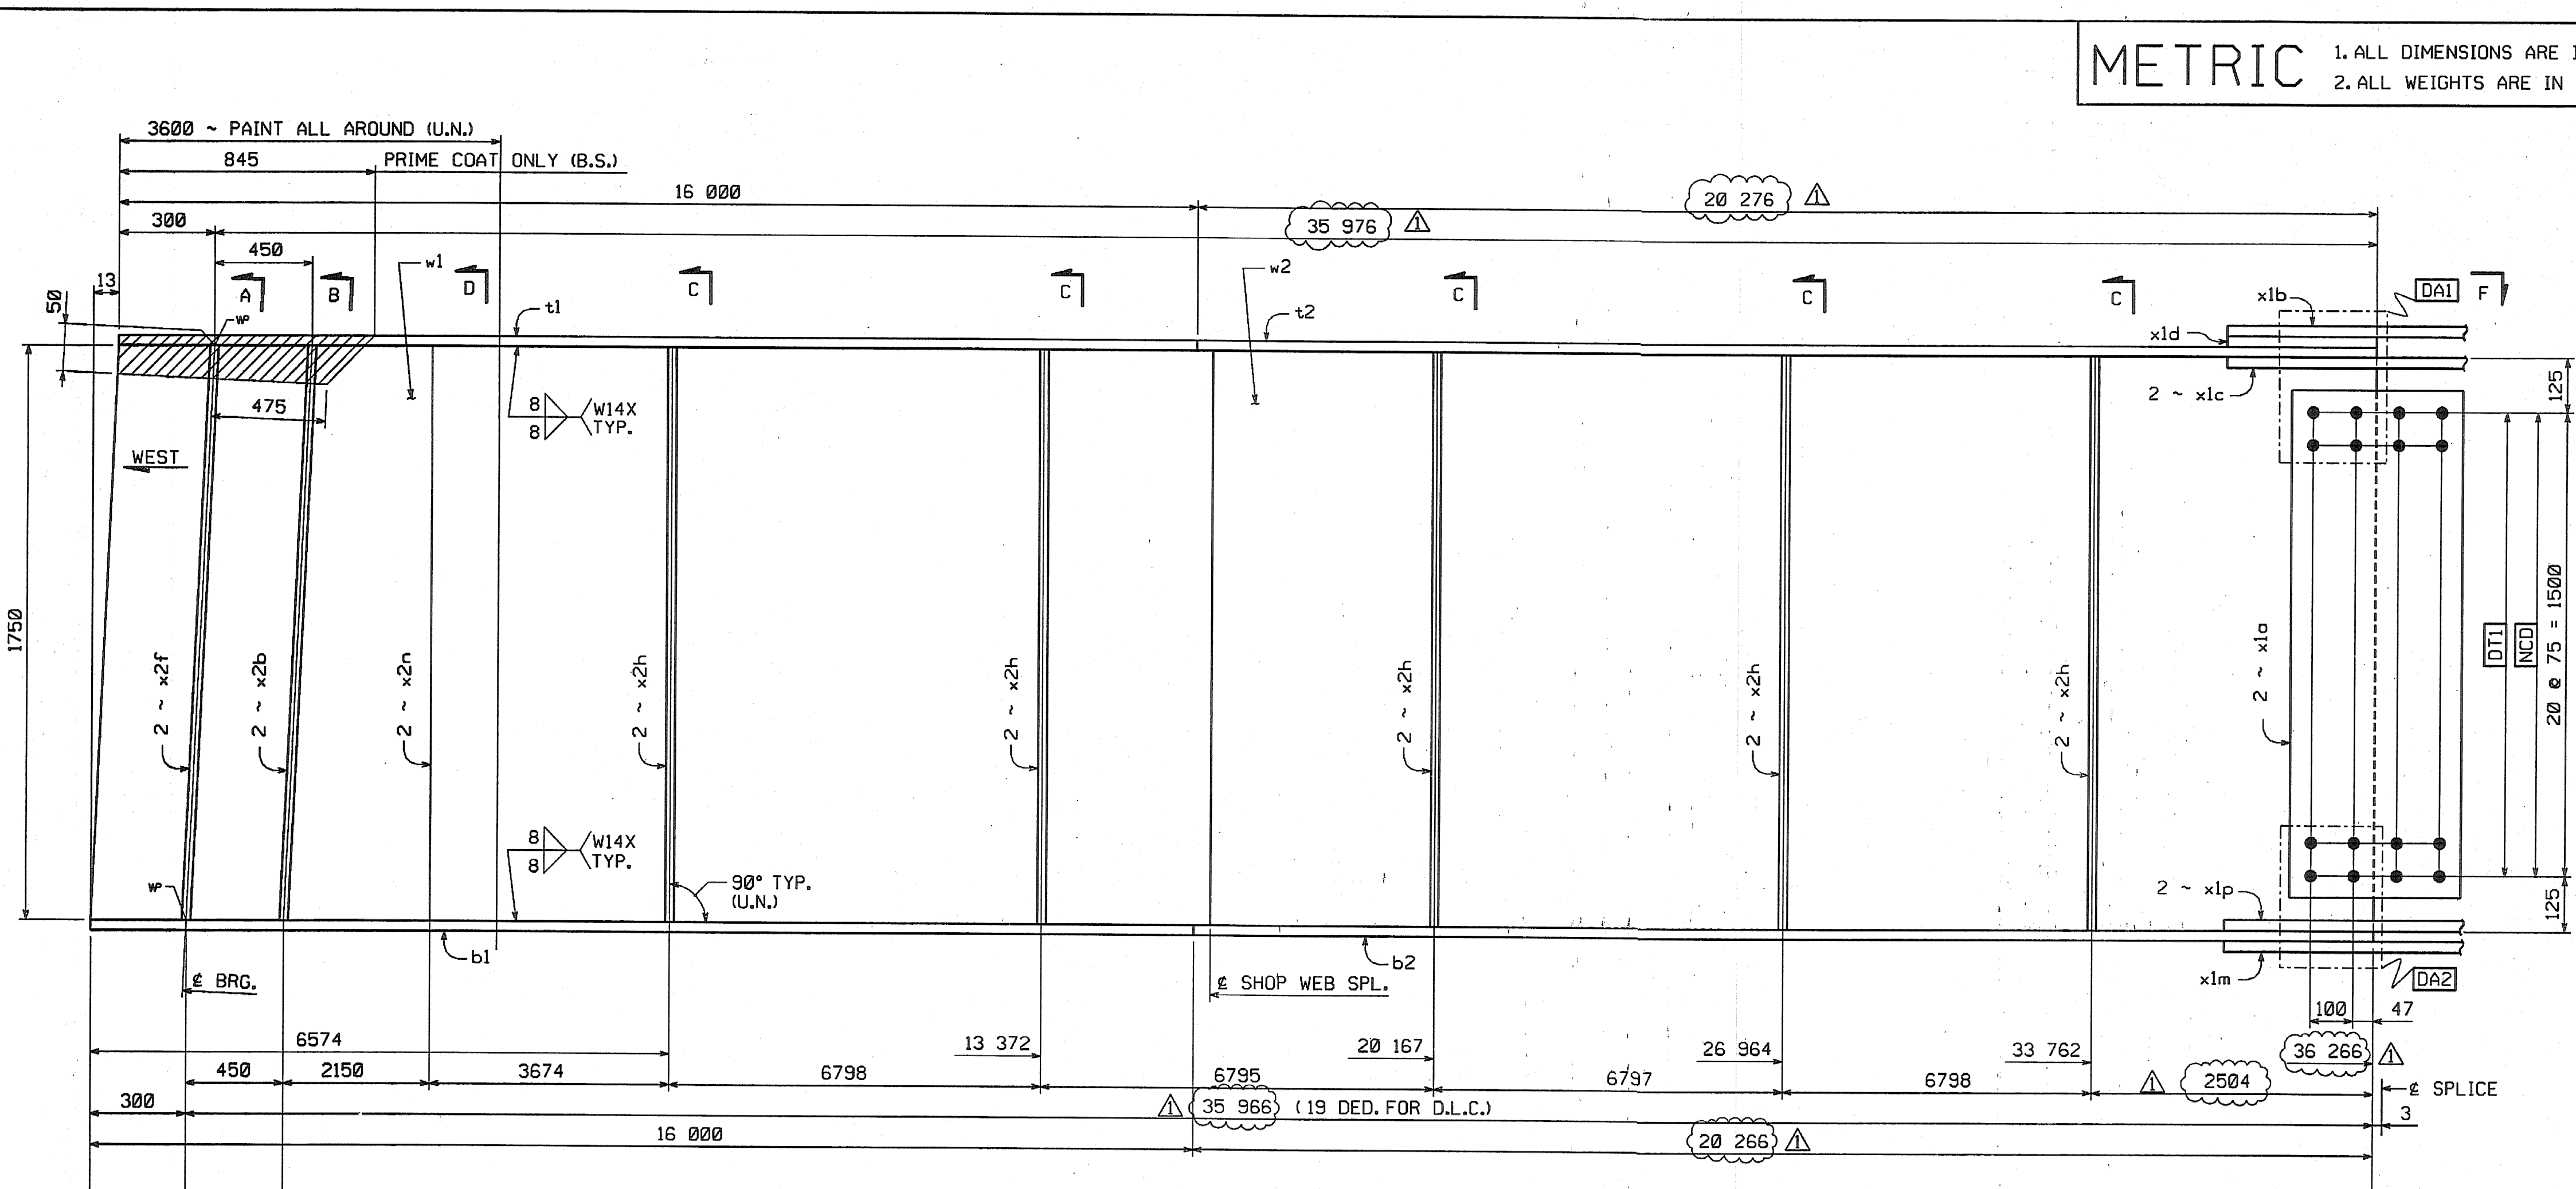 METRIC
1. ALL DIMENSIONS ARE
2. ALL WEIGHTS ARE IN
3600 ~ PAINT ALL AROUND (U.N.)
845
PRIME COAT ONLY (B.S.)
16 000
20 276
1
300
35 976
1
450
13
50
A
B
w1
D
C
C
w2
C
C
C
x1b
DA1
F
WP
t1
t2
x1d
475
2 ~ x1c
125
8
8
W14X
TYP.
WEST
1750
2 ~ x2f
2 ~ x2b
2 ~ x2n
2 ~ x2h
2 ~ x2h
2 ~ x2h
2 ~ x2h
2 ~ x2h
2 ~ x1a
DT1
NCD
20 @ 75 = 1500
8
8
W14X
TYP.
WP
90° TYP.
(U.N.)
2 ~ x1p
125
b1
b2
x1m
DA2
℄ BRG.
℄ SHOP WEB SPL.
100
47
6574
13 372
20 167
26 964
33 762
36 266
1
450
2150
3674
6798
6795
6797
6798
1
2504
℄ SPLICE
300
1
35 966
(19 DED. FOR D.L.C.)
3
16 000
20 266
1